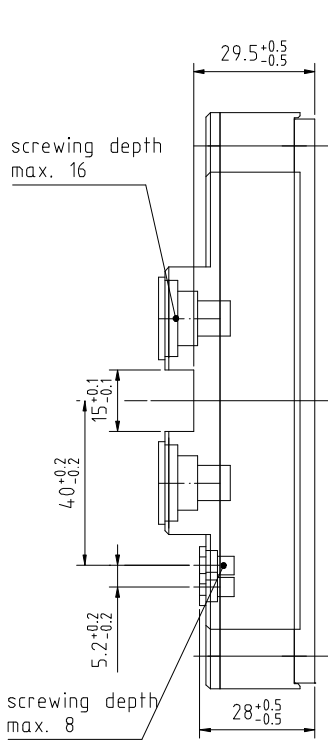 29.5+0.5
-0.5
screwing depth
max. 16
15+0.1
-0.1
40+0.2
-0.2
5.2+0.2
-0.2
screwing depth
max. 8
28+0.5
-0.5